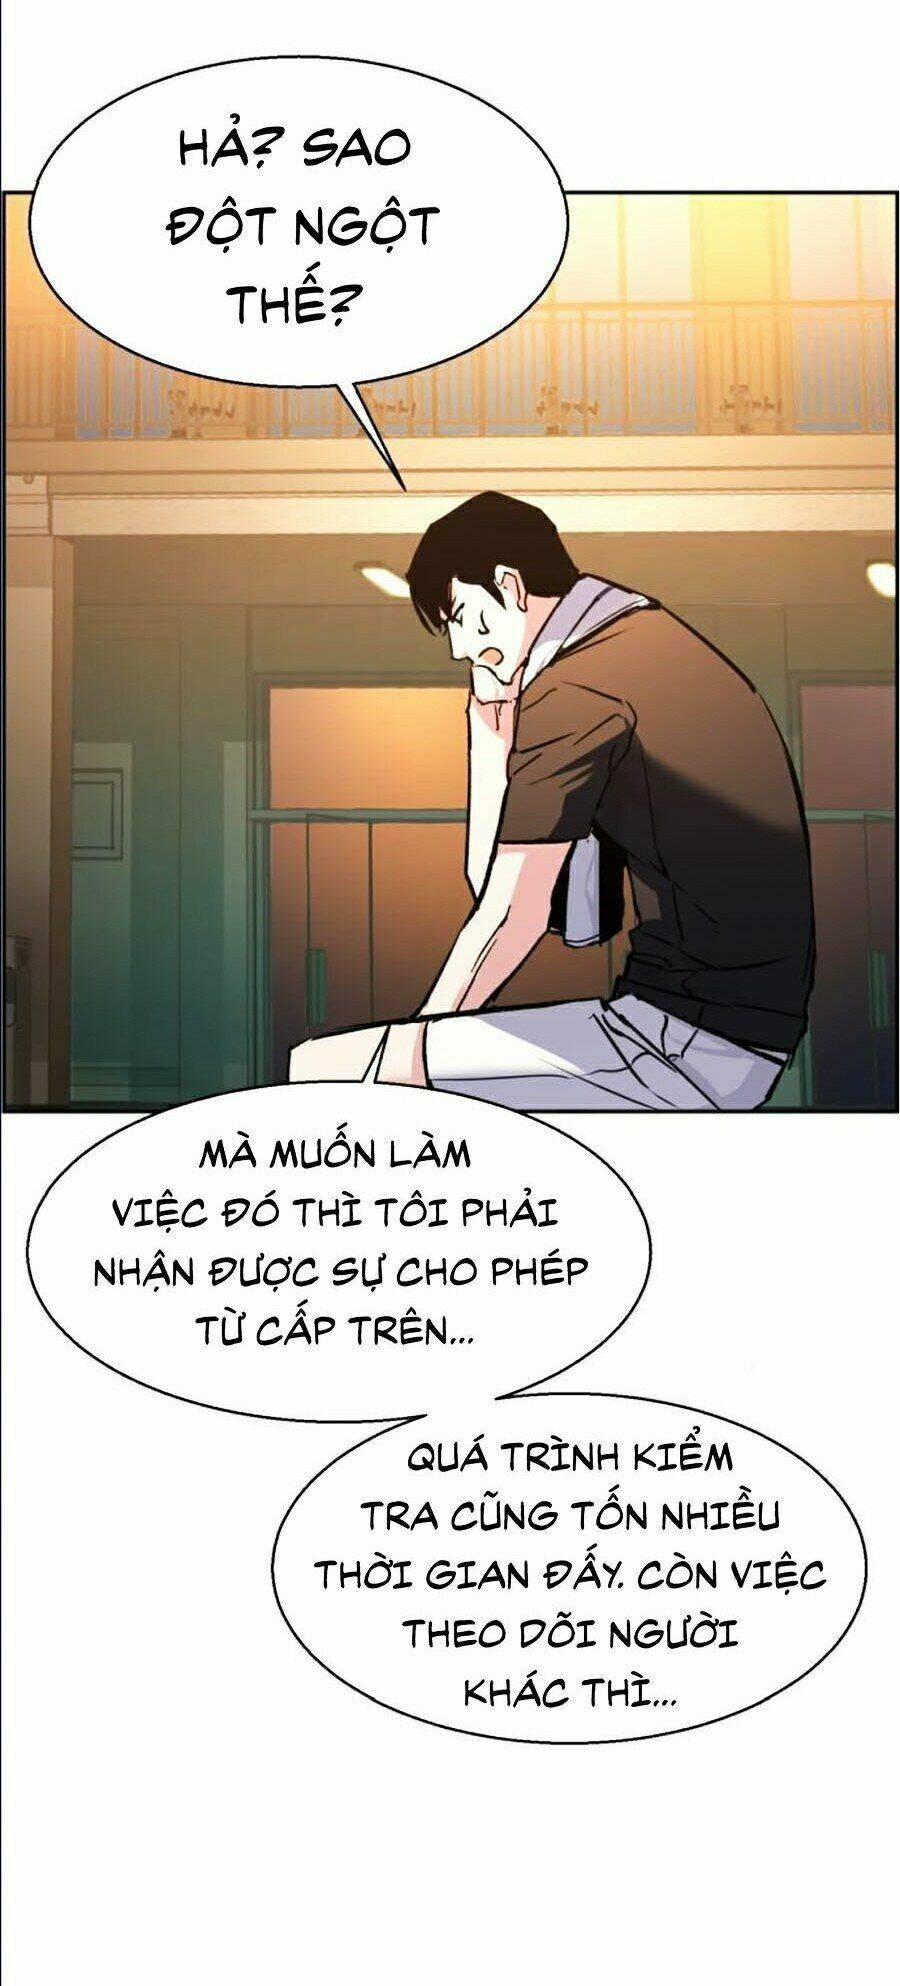 HẢ? SAO
ĐỘT NGỘT
THẾ?
MÀ MUỐN LÀM
VIỆC ĐÓ THÌ TÔI PHẢI
NHẬN ĐƯỢC SỰ CHO PHÉP
TỪ CẤP TRÊN...
QUÁ TRÌNH KIỂM
TRA CŨNG TỐN NHIỀU
THỜI GIAN ĐẤY. CÒN VIỆC
THEO DÕI NGƯỜI
KHÁC THÌ...